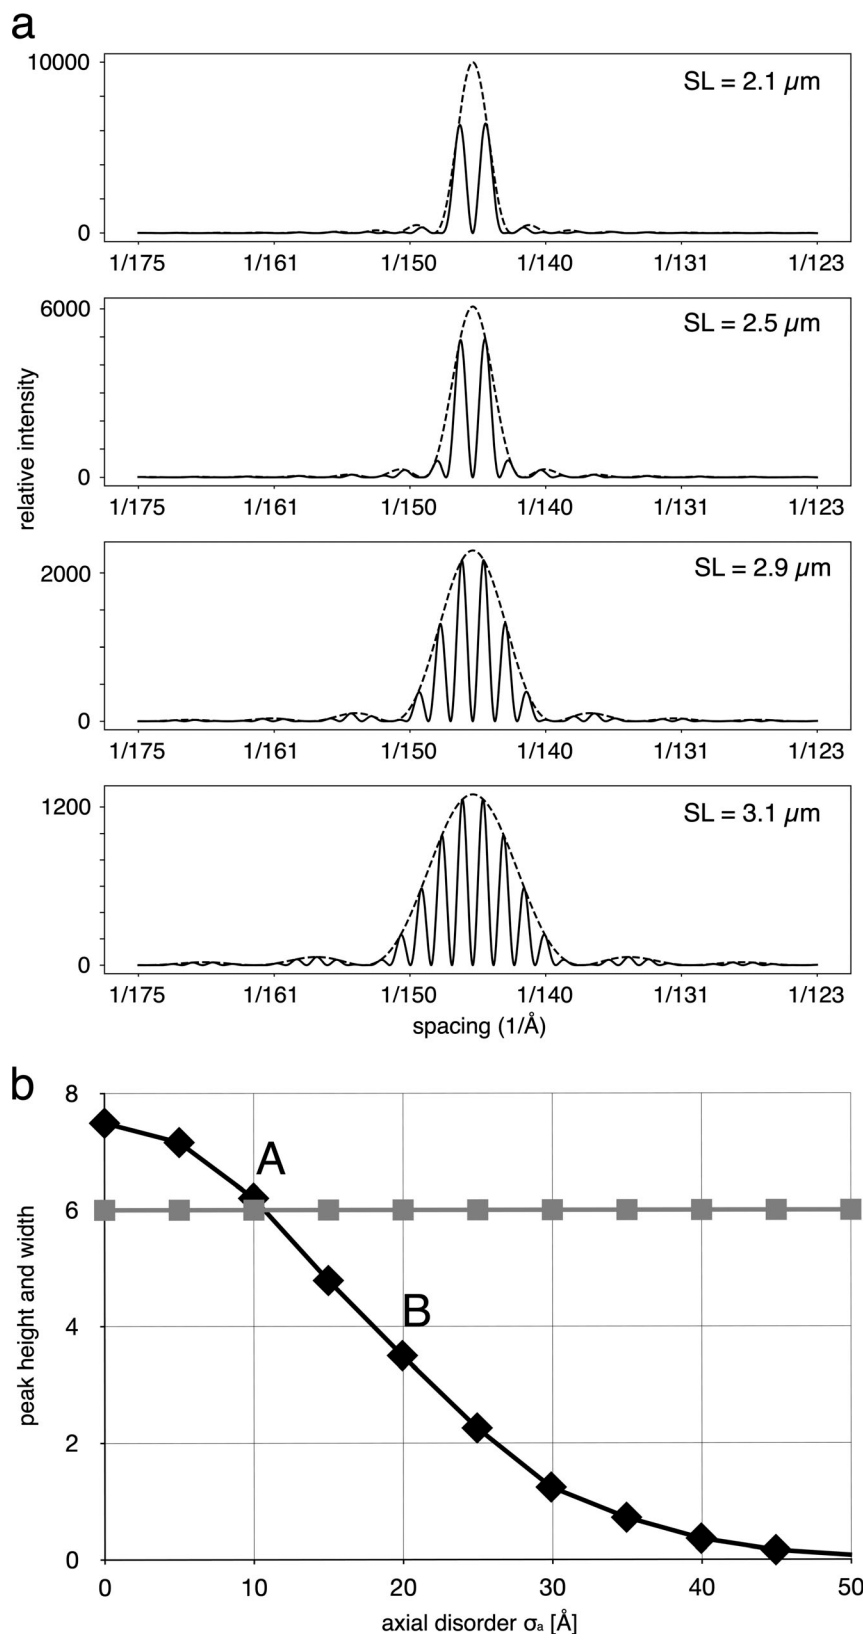 a
10000
SL = 2.1 µm
0
1/175 1/161 1/150 1/140 1/131 1/123
6000
SL = 2.5 µm
0
1/175 1/161 1/150 1/140 1/131 1/123
relative intensity
2000
SL = 2.9 µm
0
1/175 1/161 1/150 1/140 1/131 1/123
1200
SL = 3.1 µm
0
1/175 1/161 1/150 1/140 1/131 1/123
spacing (1/Å)
b
8
A
6
4
B
2
0
0 10 20 30 40 50
peak height and width
axial disorder σa [Å]